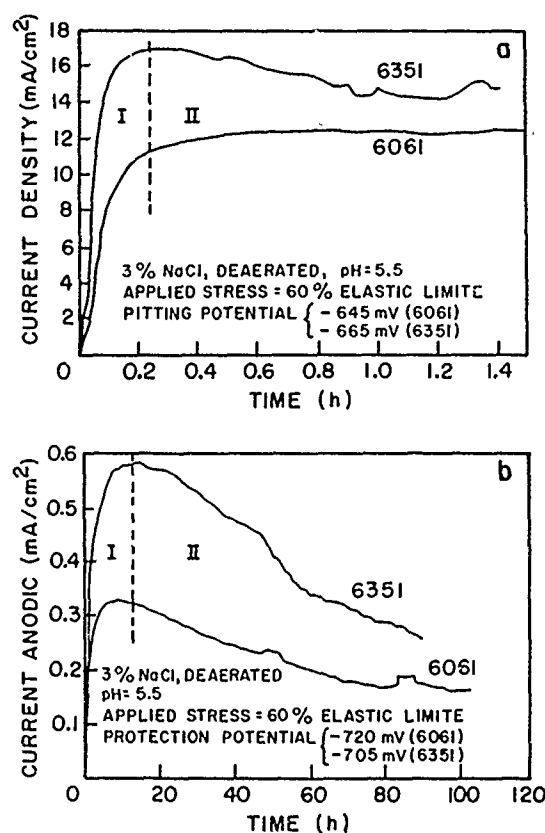 a
CURRENT DENSITY (mA/cm²)
18
16
14
12
10
8
6
4
2
0
I
II
6351
6061
3% NaCl, DEAERATED, pH=5.5
APPLIED STRESS = 60% ELASTIC LIMITE
PITTING POTENTIAL { -645 mV (6061)
-665 mV (6351)
0.2 0.4 0.6 0.8 1.0 1.2 1.4
TIME (h)
b
CURRENT ANODIC (mA/cm²)
0.6
0.5
0.4
0.3
0.2
0.1
I
II
6351
6061
3% NaCl, DEAERATED
pH= 5.5
APPLIED STRESS = 60% ELASTIC LIMITE
PROTECTION POTENTIAL { -720 mV (6061)
-705 mV (6351)
0 20 40 60 80 100 120
TIME (h)